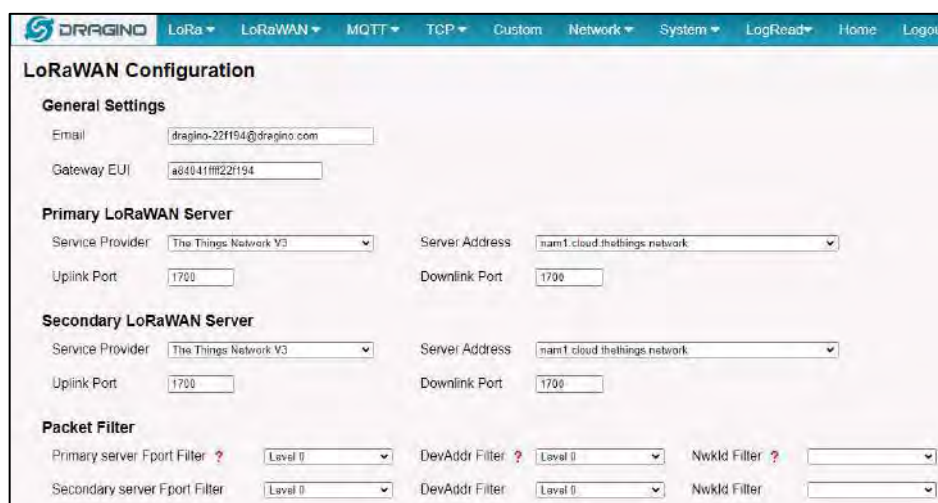 DRAGINO LoRa LoRaWAN MQTT TCP Custom Network System LogRead Home Logou
LoRaWAN Configuration
General Settings
Email dragino-22f194@dragino.com
Gateway EUI a84041ffff22f194
Primary LoRaWAN Server
Service Provider The Things Network V3 Server Address nam1.cloud.thethings.network
Uplink Port 1700 Downlink Port 1700
Secondary LoRaWAN Server
Service Provider The Things Network V3 Server Address nam1.cloud.thethings.network
Uplink Port 1700 Downlink Port 1700
Packet Filter
Primary server Fport Filter ? Level 0 DevAddr Filter ? Level 0 NwkId Filter ?
Secondary server Fport Filter Level 0 DevAddr Filter Level 0 NwkId Filter